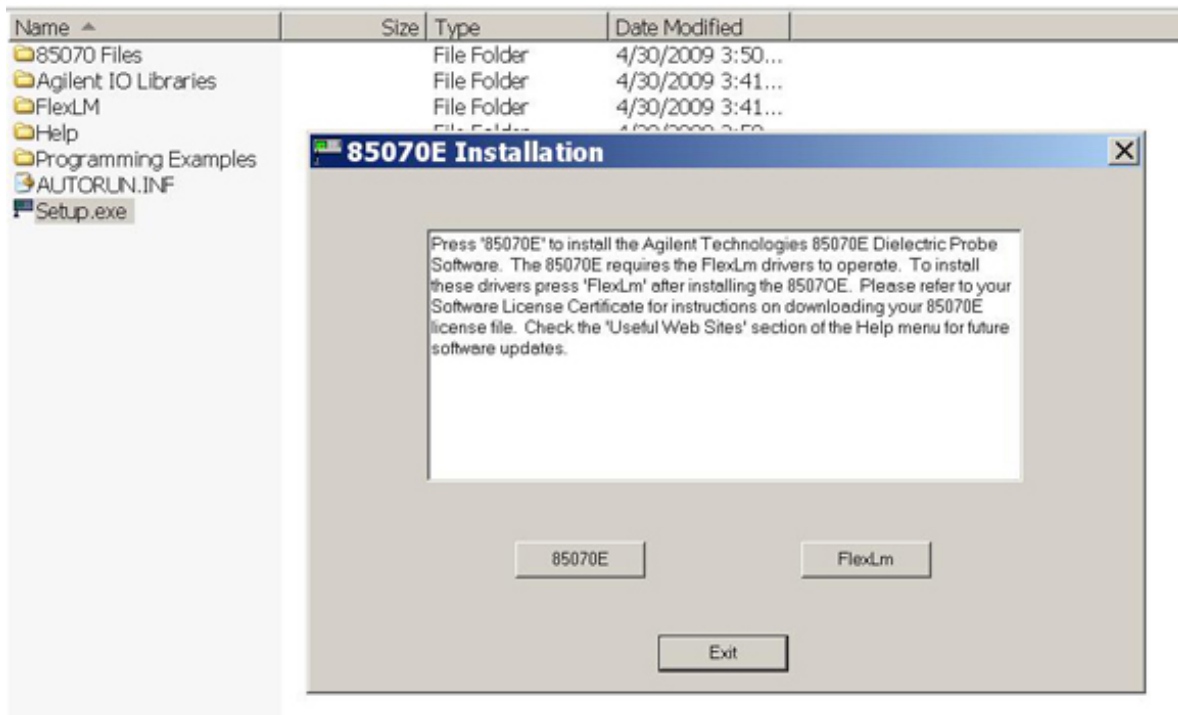 Name Size Type Date Modified
85070 Files File Folder 4/30/2009 3:50...
Agilent IO Libraries File Folder 4/30/2009 3:41...
FlexLM File Folder 4/30/2009 3:41...
Help
Programming Examples
AUTORUN.INF
Setup.exe
85070E Installation
Press '85070E' to install the Agilent Technologies 85070E Dielectric Probe
Software. The 85070E requires the FlexLm drivers to operate. To install
these drivers press 'FlexLm' after installing the 8507OE. Please refer to your
Software License Certificate for instructions on downloading your 85070E
license file. Check the 'Useful Web Sites' section of the Help menu for future
software updates.
85070E FlexLm
Exit